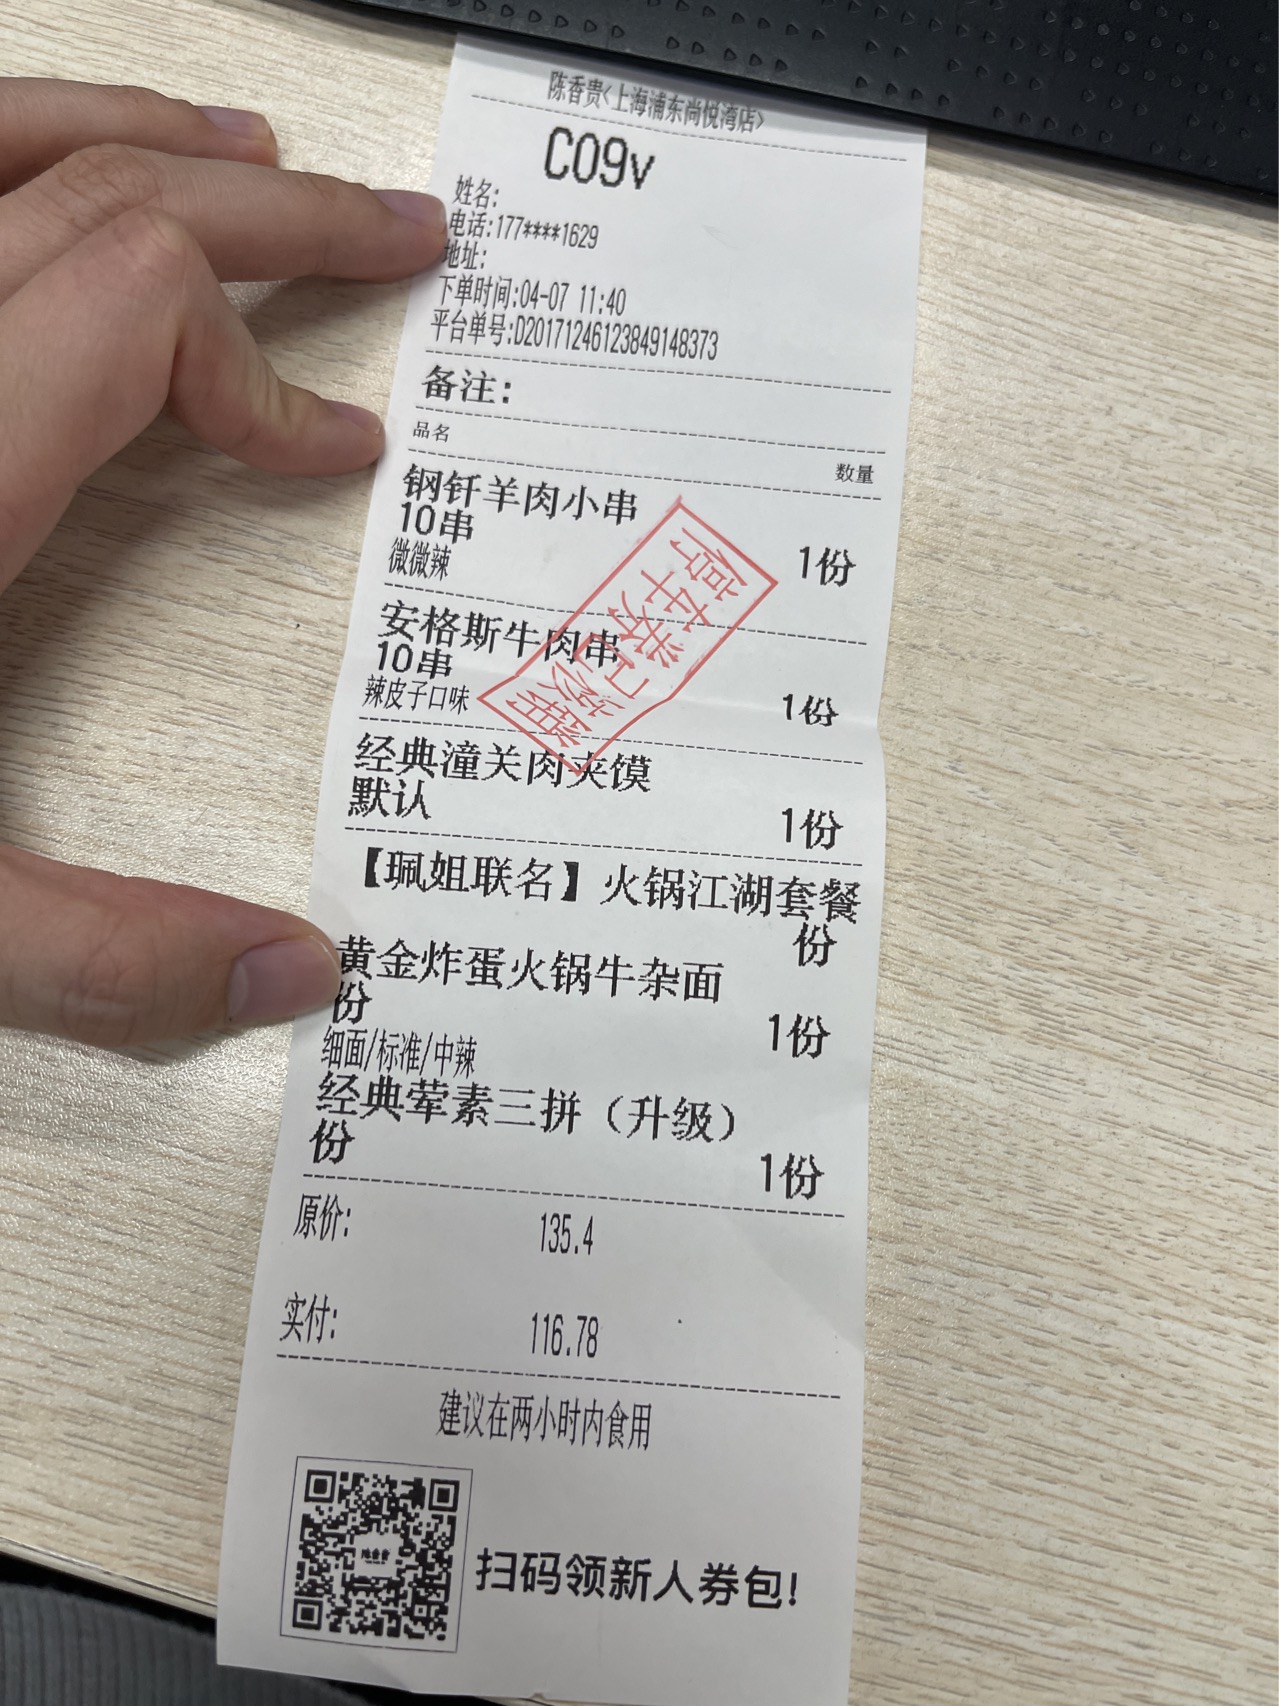 陈香贵<上海浦东尚悦湾店>
C09v
姓名:
电话:177****1629
地址:
下单时间:04-07 11:40
平台单号:D20171246123849148373
备注:
品名 数量
钢钎羊肉小串
10串 1份
微微辣
安格斯牛肉串
10串
辣皮子口味 1份
经典潼关肉夹馍
默认 1份
【珮姐联名】火锅江湖套餐
份
黄金炸蛋火锅牛杂面
份 1份
细面/标准/中辣
经典荤素三拼（升级）
份 1份
原价: 135.4
实付: 116.78
建议在两小时内食用
扫码领新人券包!